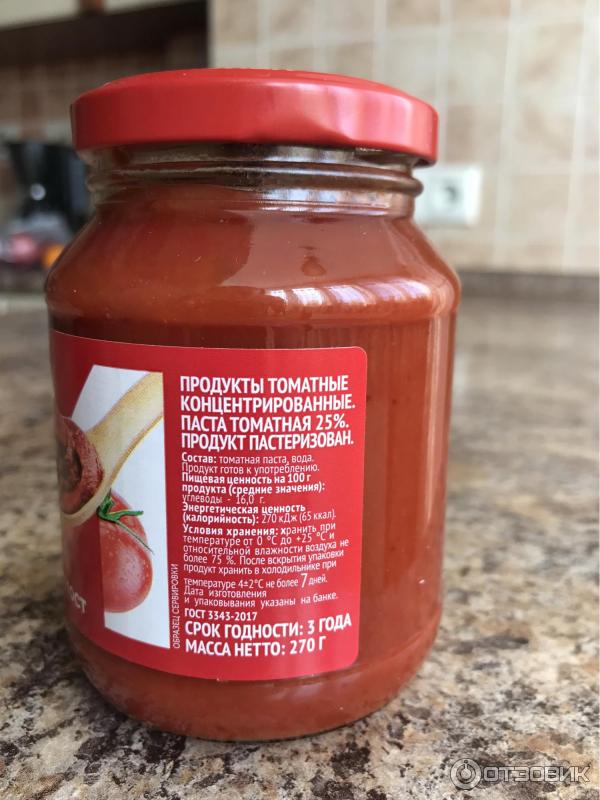 ПРОДУКТЫ ТОМАТНЫЕ
КОНЦЕНТРИРОВАННЫЕ.
ПАСТА ТОМАТНАЯ 25%.
ПРОДУКТ ПАСТЕРИЗОВАН.
Состав: томатная паста, вода.
Продукт готов к употреблению.
Пищевая ценность на 100 г
продукта (средние значения):
углеводы - 16,0 г.
Энергетическая ценность
(калорийность): 270 кДж (65 ккал).
Условия хранения: хранить при
температуре от 0 °С до +25 °С и
относительной влажности воздуха не
более 75 %. После вскрытия упаковки
продукт хранить в холодильнике при
температуре 4±2°С не более 7 дней.
Дата изготовления
и упаковывания указаны на банке.
ГОСТ 3343-2017
СРОК ГОДНОСТИ: 3 ГОДА
МАССА НЕТТО: 270 Г
ОБРАЗЕЦ СЕРВИРОВКИ
ОСТ
ОТЗОВИК